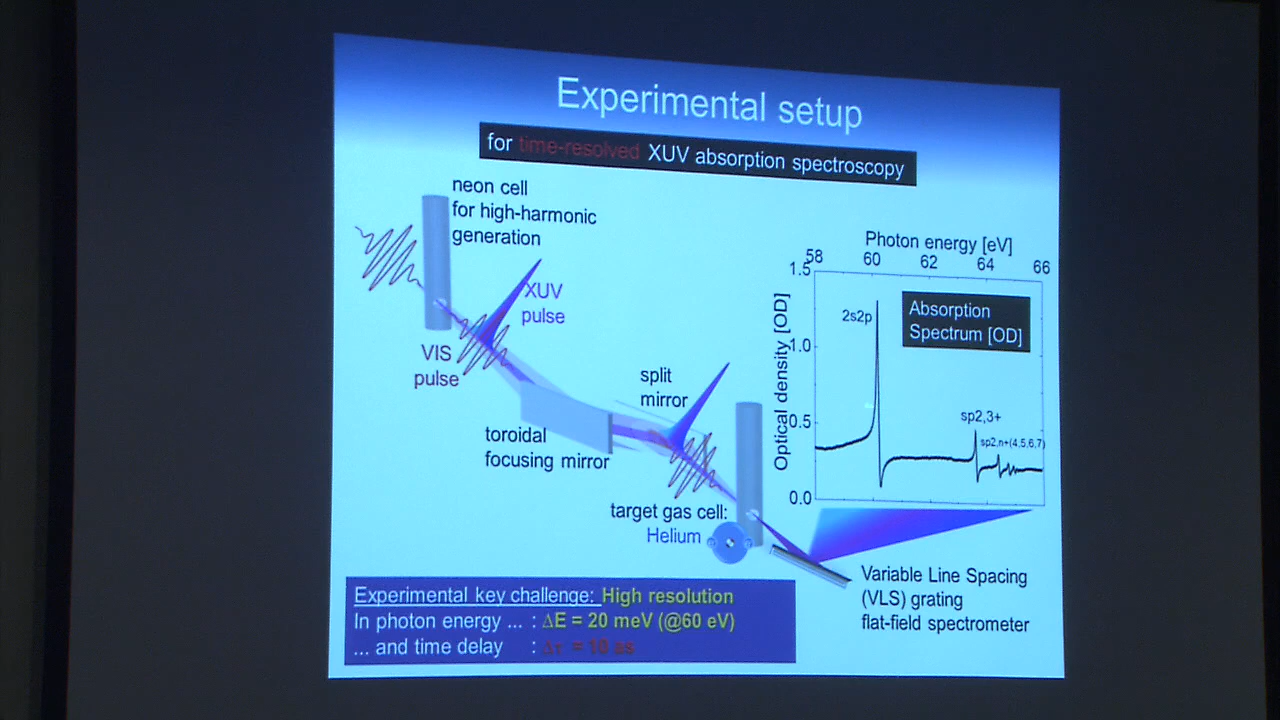 Experimental setup
for time-resolved XUV absorption spectroscopy
neon cell
for high-harmonic
generation
XUV
pulse
VIS
pulse
toroidal
focusing mirror
split
mirror
target gas cell:
Helium
Photon energy [eV]
58 60 62 64 66
Optical density [OD]
1.5
1.0
0.5
0.0
2s2p
Absorption
Spectrum [OD]
sp2,3+
sp2,n+(4,5,6,7)
Variable Line Spacing
(VLS) grating
flat-field spectrometer
Experimental key challenge: High resolution
In photon energy ... : ΔE = 20 meV (@60 eV)
... and time delay : Δτ = 10 as